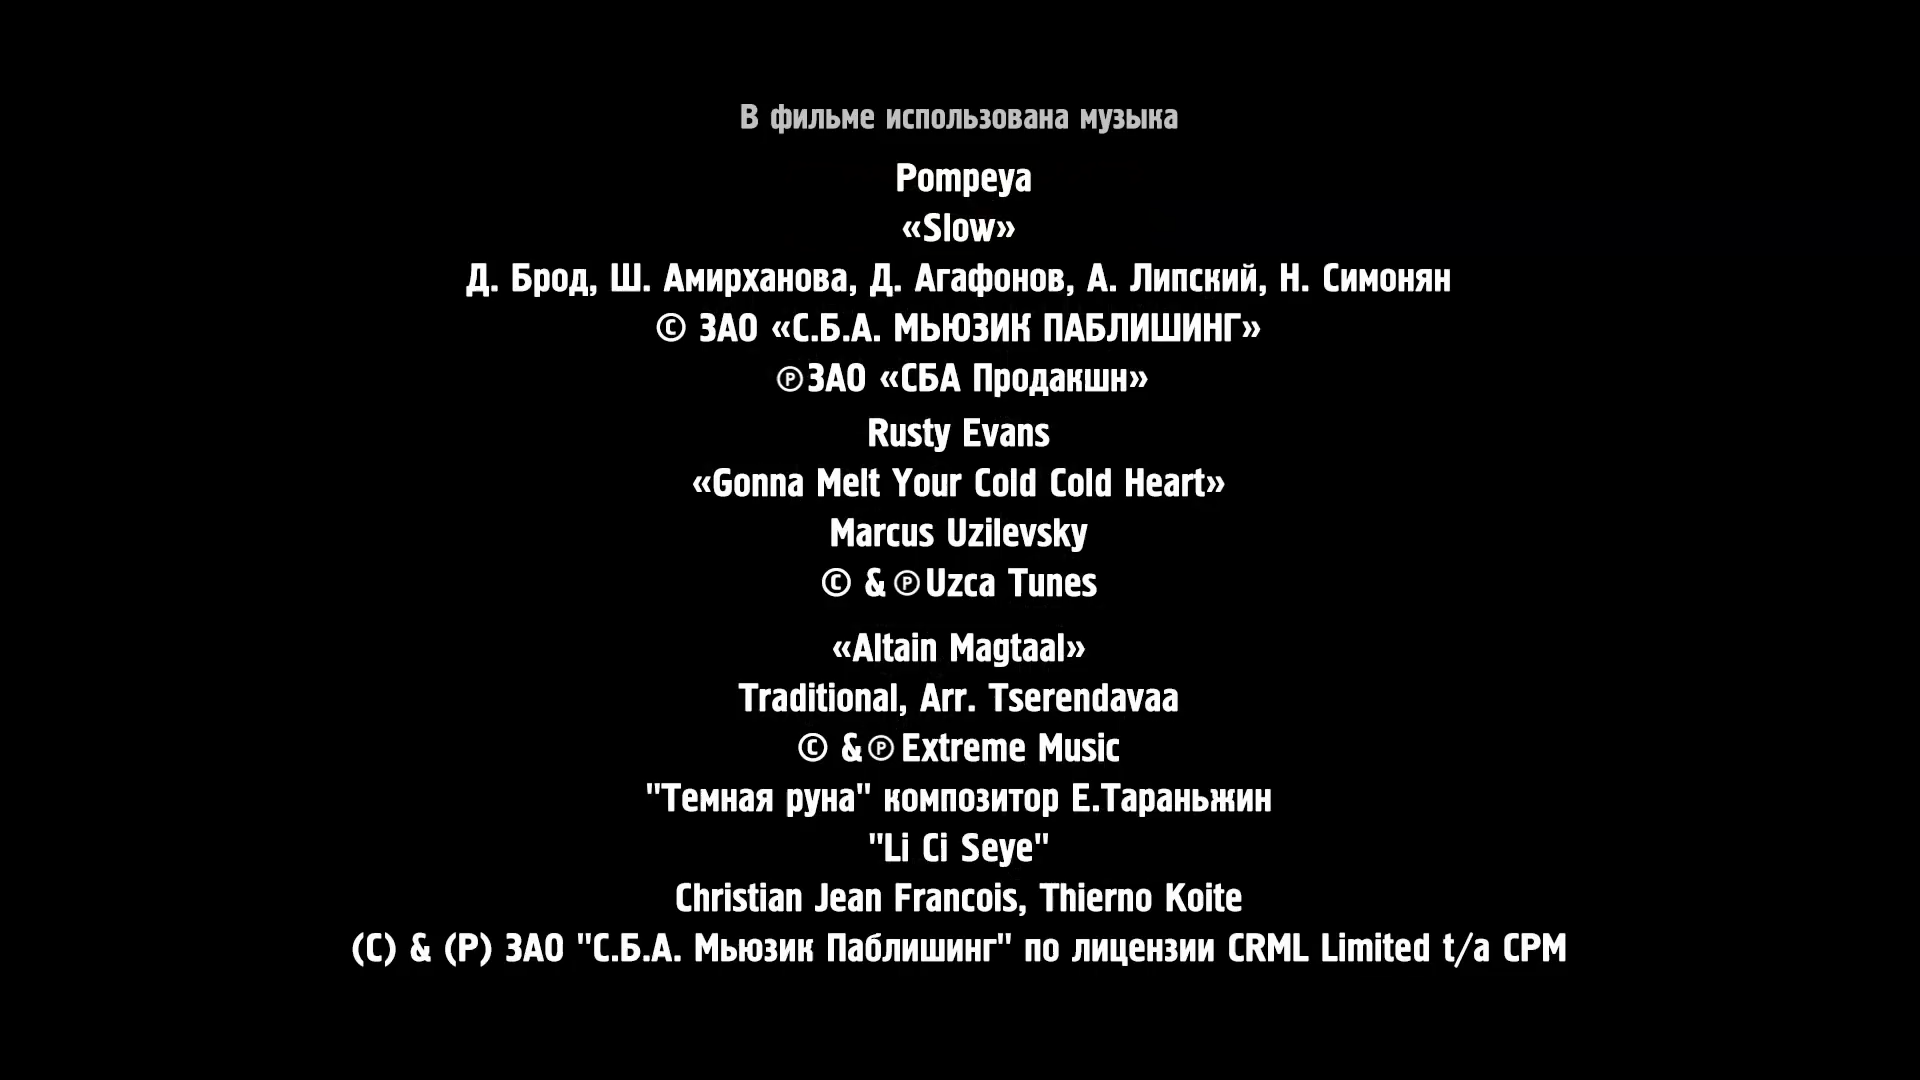 В фильме использована музыка
Pompeya
«Slow»
Д. Брод, Ш. Амирханова, Д. Агафонов, А. Липский, Н. Симонян
© ЗАО «С.Б.А. МЬЮЗИК ПАБЛИШИНГ»
℗ЗАО «СБА Продакшн»
Rusty Evans
«Gonna Melt Your Cold Cold Heart»
Marcus Uzilevsky
© &℗Uzca Tunes
«Altain Magtaal»
Traditional, Arr. Tserendavaa
© &℗Extreme Music
"Темная руна" композитор Е.Тараньжин
"Li Ci Seye"
Christian Jean Francois, Thierno Koite
(C) & (P) ЗАО "С.Б.А. Мьюзик Паблишинг" по лицензии CRML Limited t/a CPM